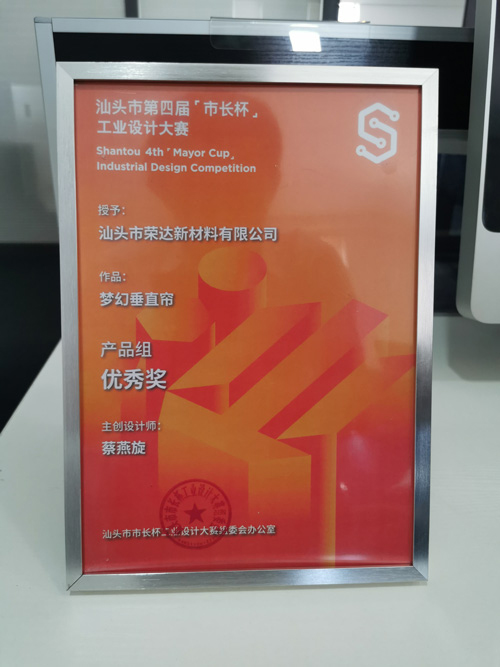 汕头市第四届「市长杯」
工业设计大赛
Shantou 4th「Mayor Cup」
Industrial Design Competition
授予：
汕头市荣达新材料有限公司
作品：
梦幻垂直帘
产品组
优秀奖
主创设计师：
蔡燕旋
汕头市市长杯工业设计大赛组委会办公室